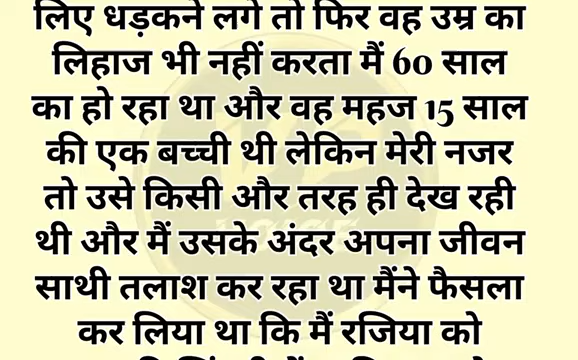 लिए धड़कने लगे तो फिर वह उम्र का
लिहाज भी नहीं करता मैं 60 साल
का हो रहा था और वह महज 15 साल
की एक बच्ची थी लेकिन मेरी नजर
तो उसे किसी और तरह ही देख रही
थी और मैं उसके अंदर अपना जीवन
साथी तलाश कर रहा था मैंने फैसला
कर लिया था कि मैं रजिया को